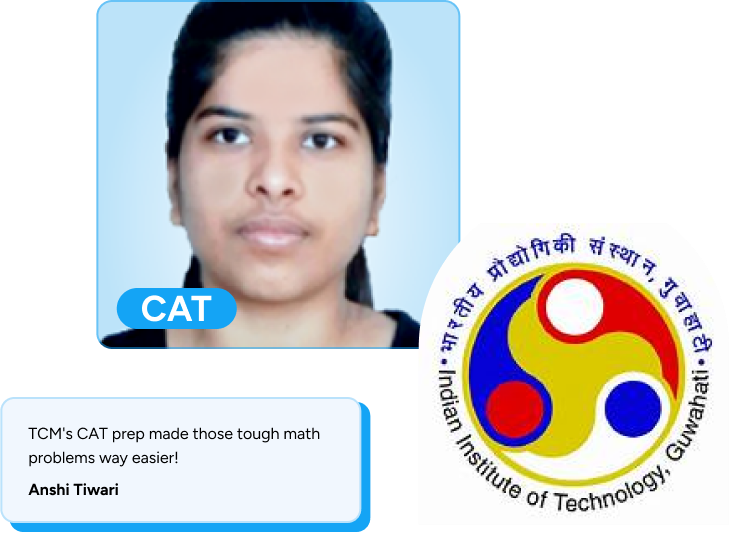 CAT
भारतीय प्रौद्योगिकी संस्थान, गुवाहाटी
Indian Institute of Technology, Guwahati
TCM's CAT prep made those tough math
problems way easier!
Anshi Tiwari